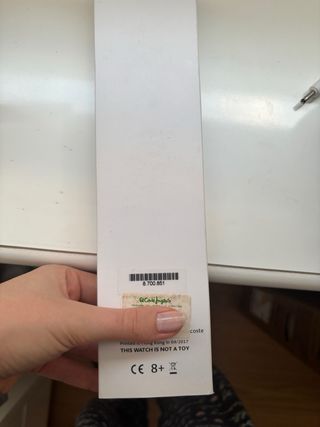 8.700.851
El Corte Inglés
coste
Printed in Hong Kong in 09/2017
THIS WATCH IS NOT A TOY
CE 8+